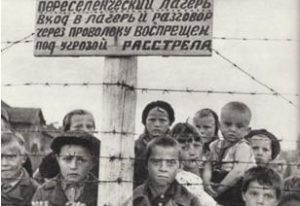 ПЕРЕСЕЛЕНЧЕСКИЙ ЛАГЕРЬ
ВХОД В ЛАГЕРЬ И РАЗГОВОР
ЧЕРЕЗ ПРОВОЛОКУ ВОСПРЕЩЕН
ПОД УГРОЗОЙ РАССТРЕЛА